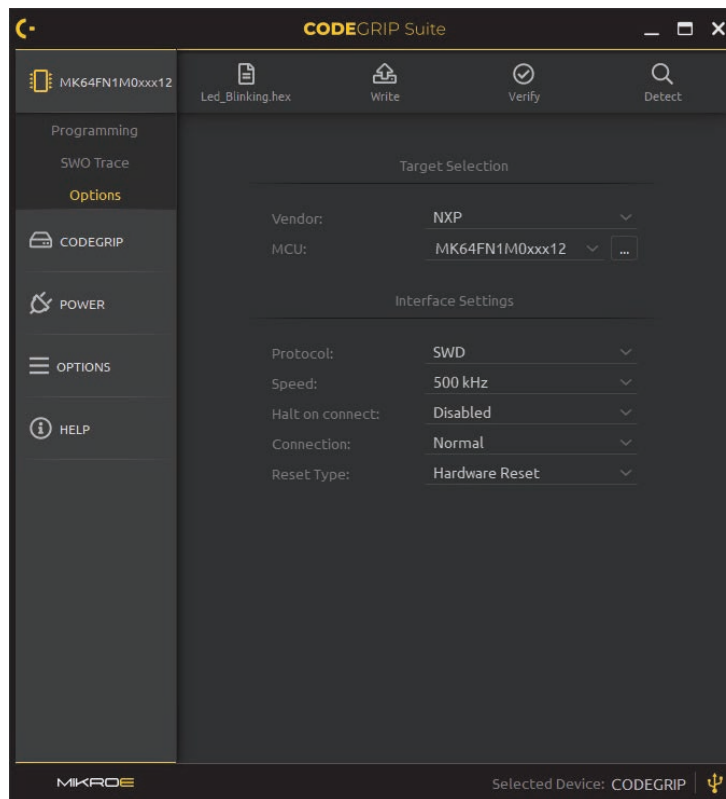 CODEGRIP Suite
MK64FN1M0xxx12
Led_Blinking.hex
Write
Verify
Detect
Programming
SWO Trace
Options
CODEGRIP
POWER
OPTIONS
HELP
Target Selection
Vendor: NXP
MCU: MK64FN1M0xxx12 ...
Interface Settings
Protocol: SWD
Speed: 500 kHz
Halt on connect: Disabled
Connection: Normal
Reset Type: Hardware Reset
MIKROE
Selected Device: CODEGRIP